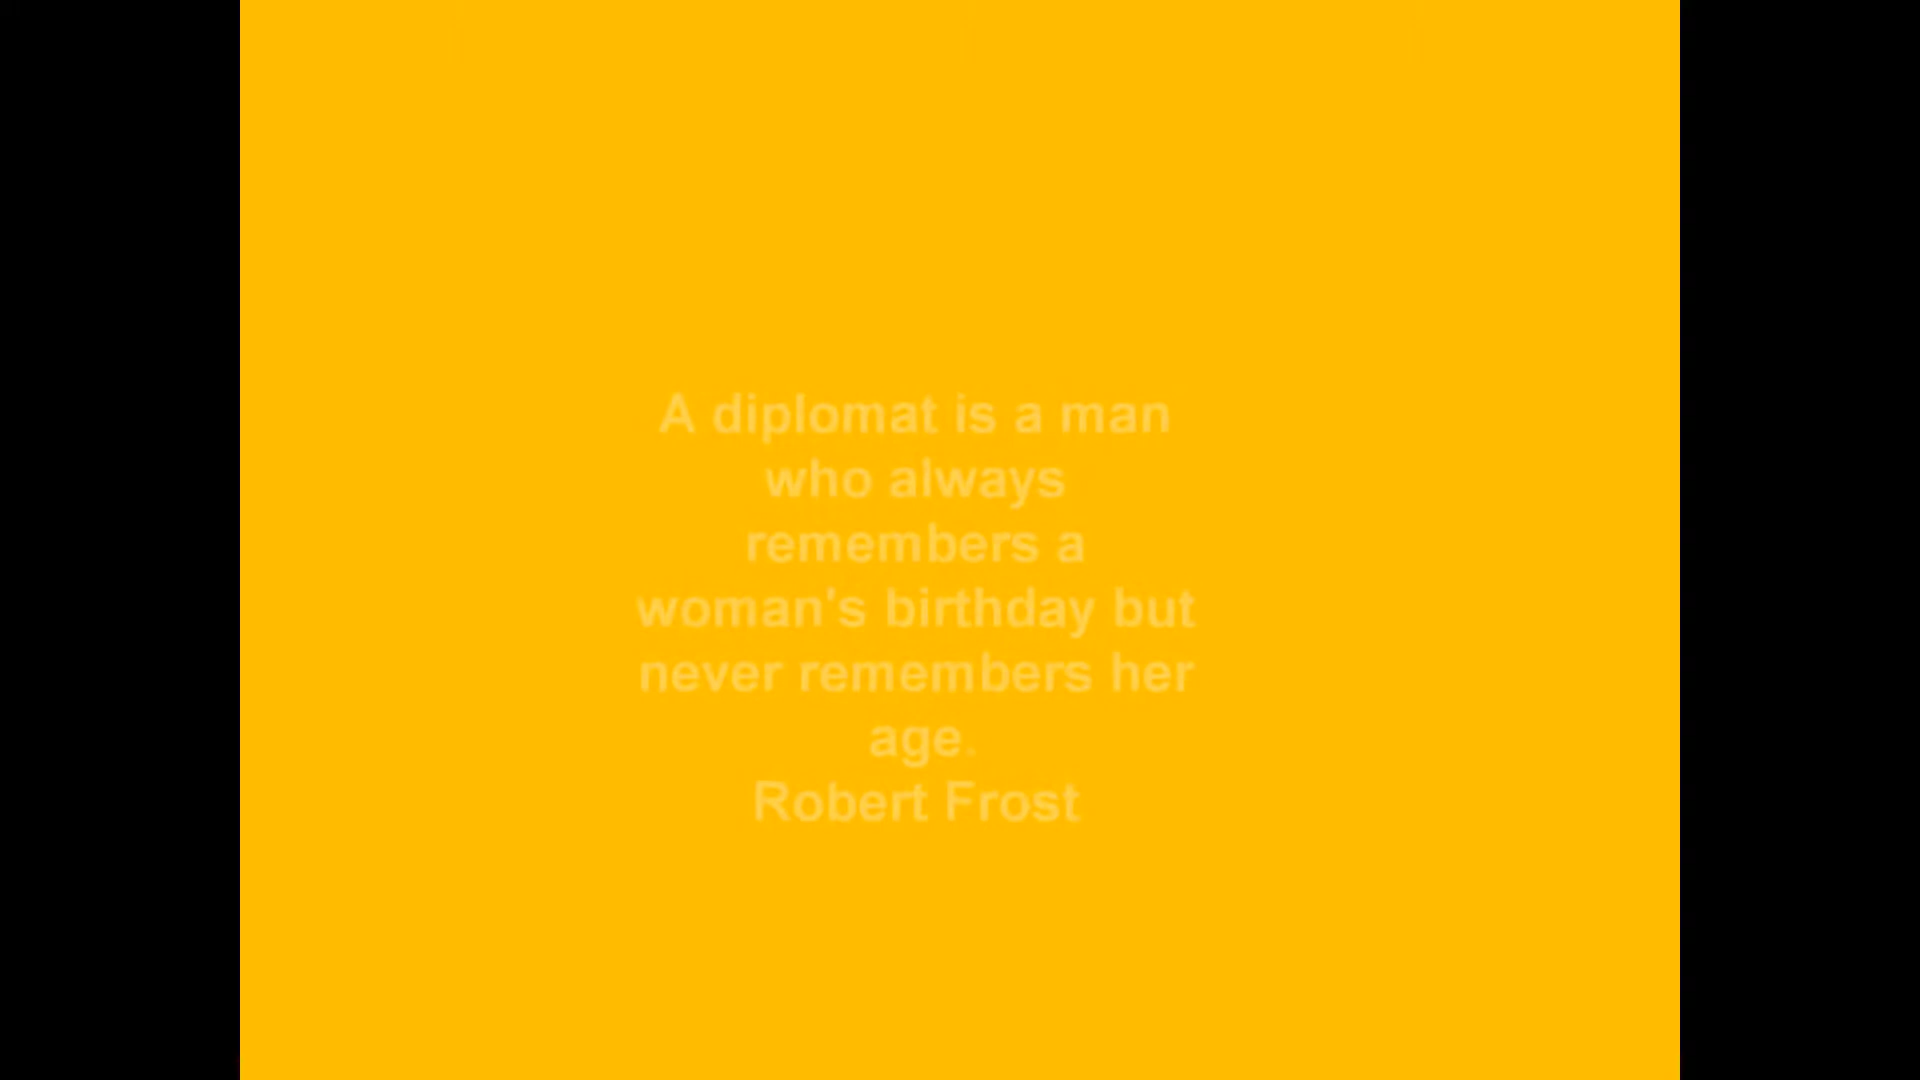 A diplomat is a man
who always
remembers a
woman's birthday but
never remembers her
age.
Robert Frost